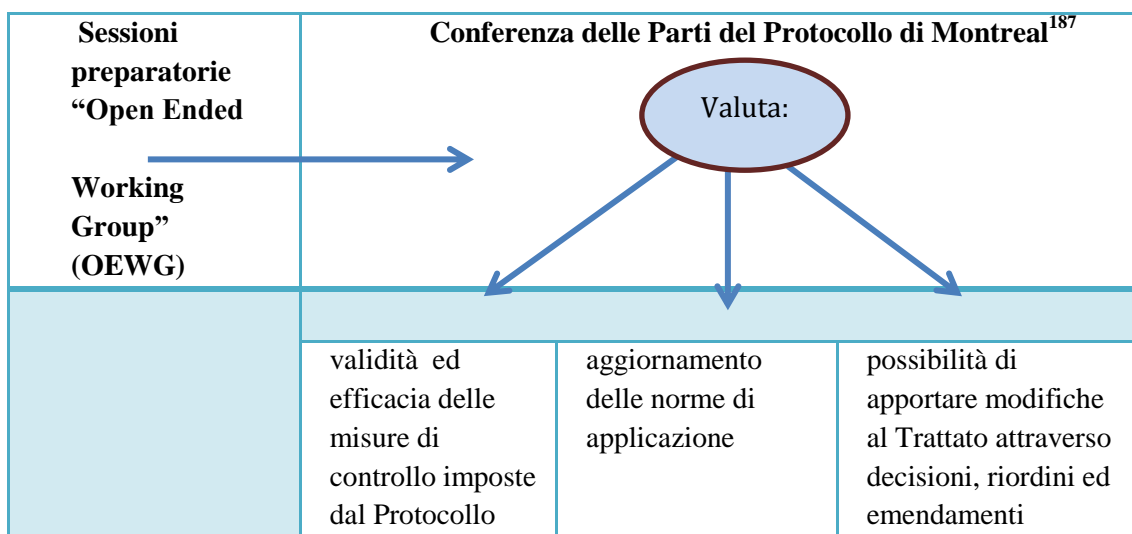 Sessioni
preparatorie
“Open Ended
Working
Group”
(OEWG)
Conferenza delle Parti del Protocollo di Montreal187
Valuta:
validità ed
efficacia delle
misure di
controllo imposte
dal Protocollo
aggiornamento
delle norme di
applicazione
possibilità di
apportare modifiche
al Trattato attraverso
decisioni, riordini ed
emendamenti